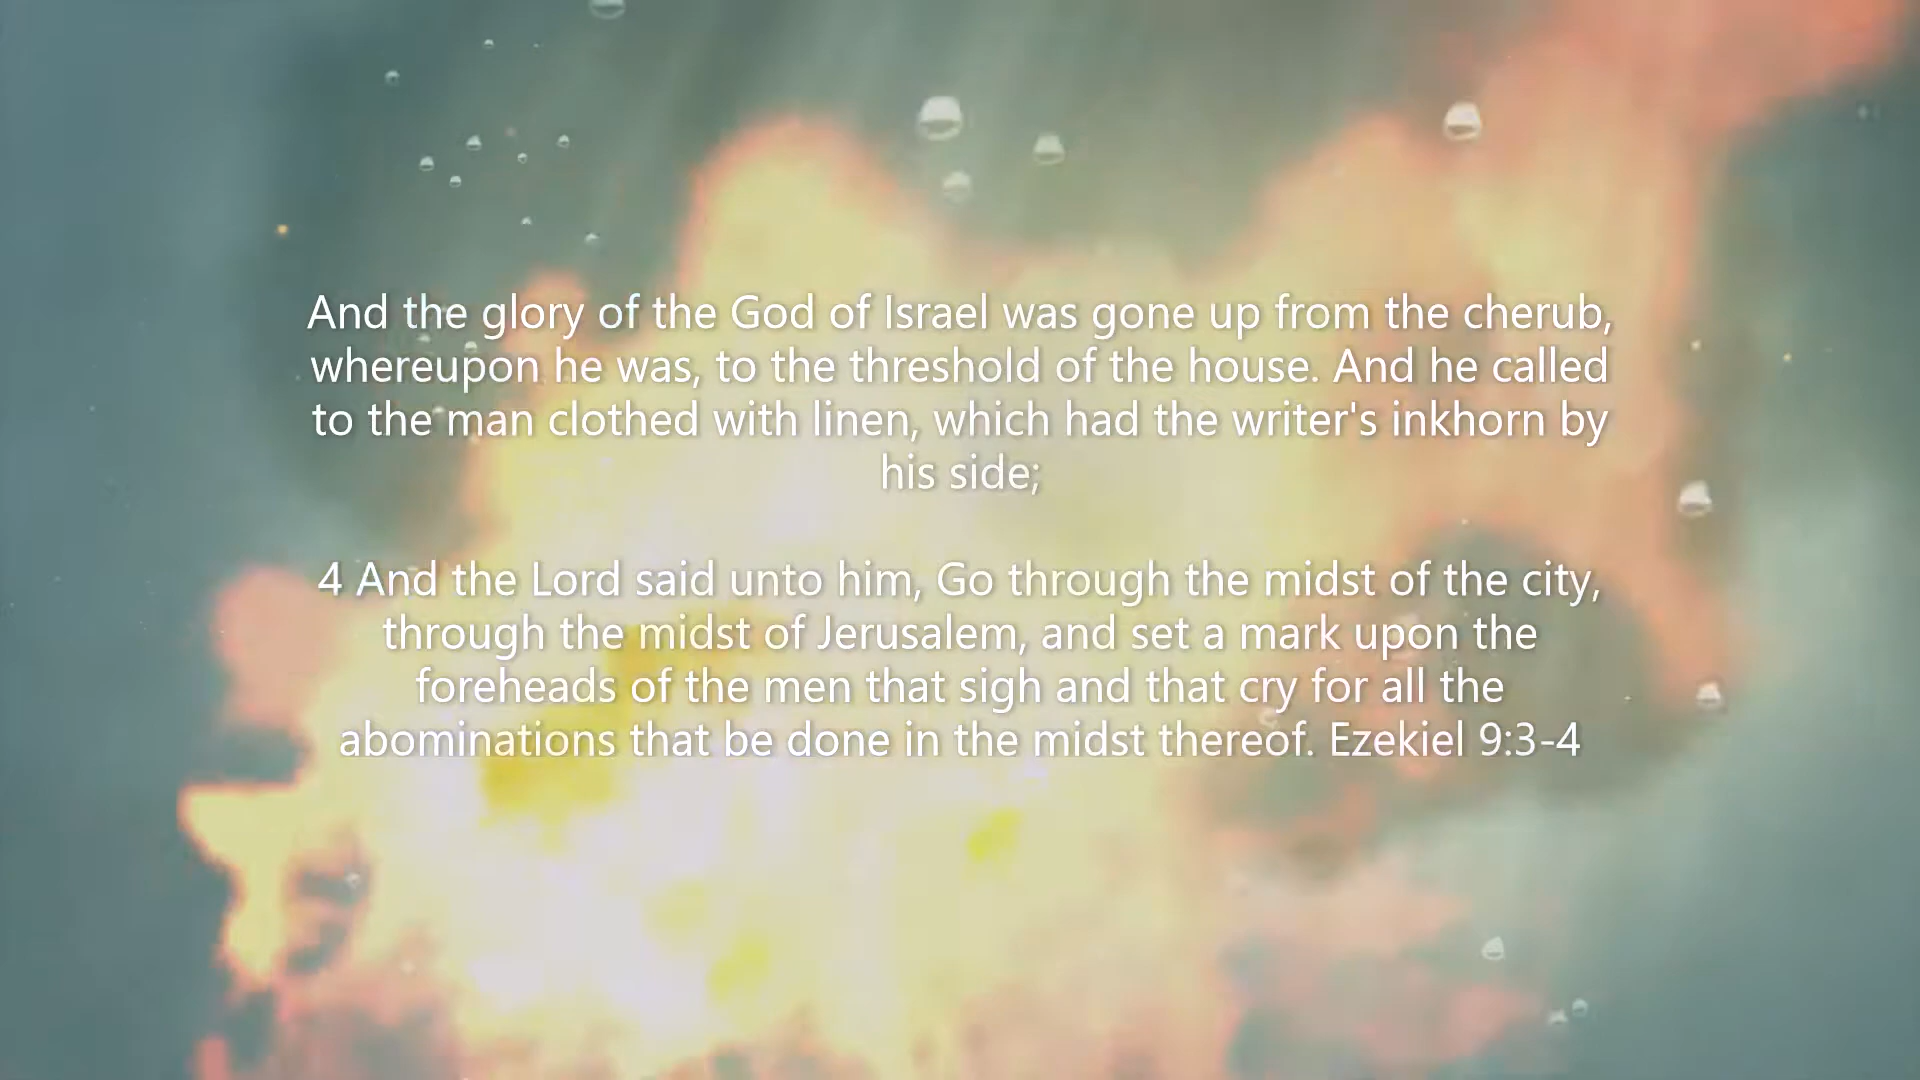 And the glory of the God of Israel was gone up from the cherub,
whereupon he was, to the threshold of the house. And he called
to the man clothed with linen, which had the writer's inkhorn by
his side;
4 And the Lord said unto him, Go through the midst of the city,
through the midst of Jerusalem, and set a mark upon the
foreheads of the men that sigh and that cry for all the
abominations that be done in the midst thereof. Ezekiel 9:3-4